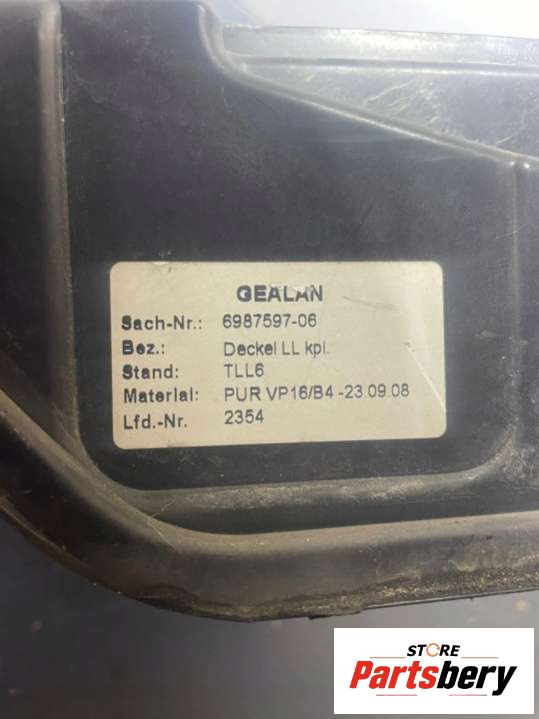 GEALAN
Sach-Nr.: 6987597-06
Bez.: Deckel LL kpl.
Stand: TLL6
Material: PUR VP16/B4 -23.09.08
Lfd.-Nr. 2354
STORE
Partsbery